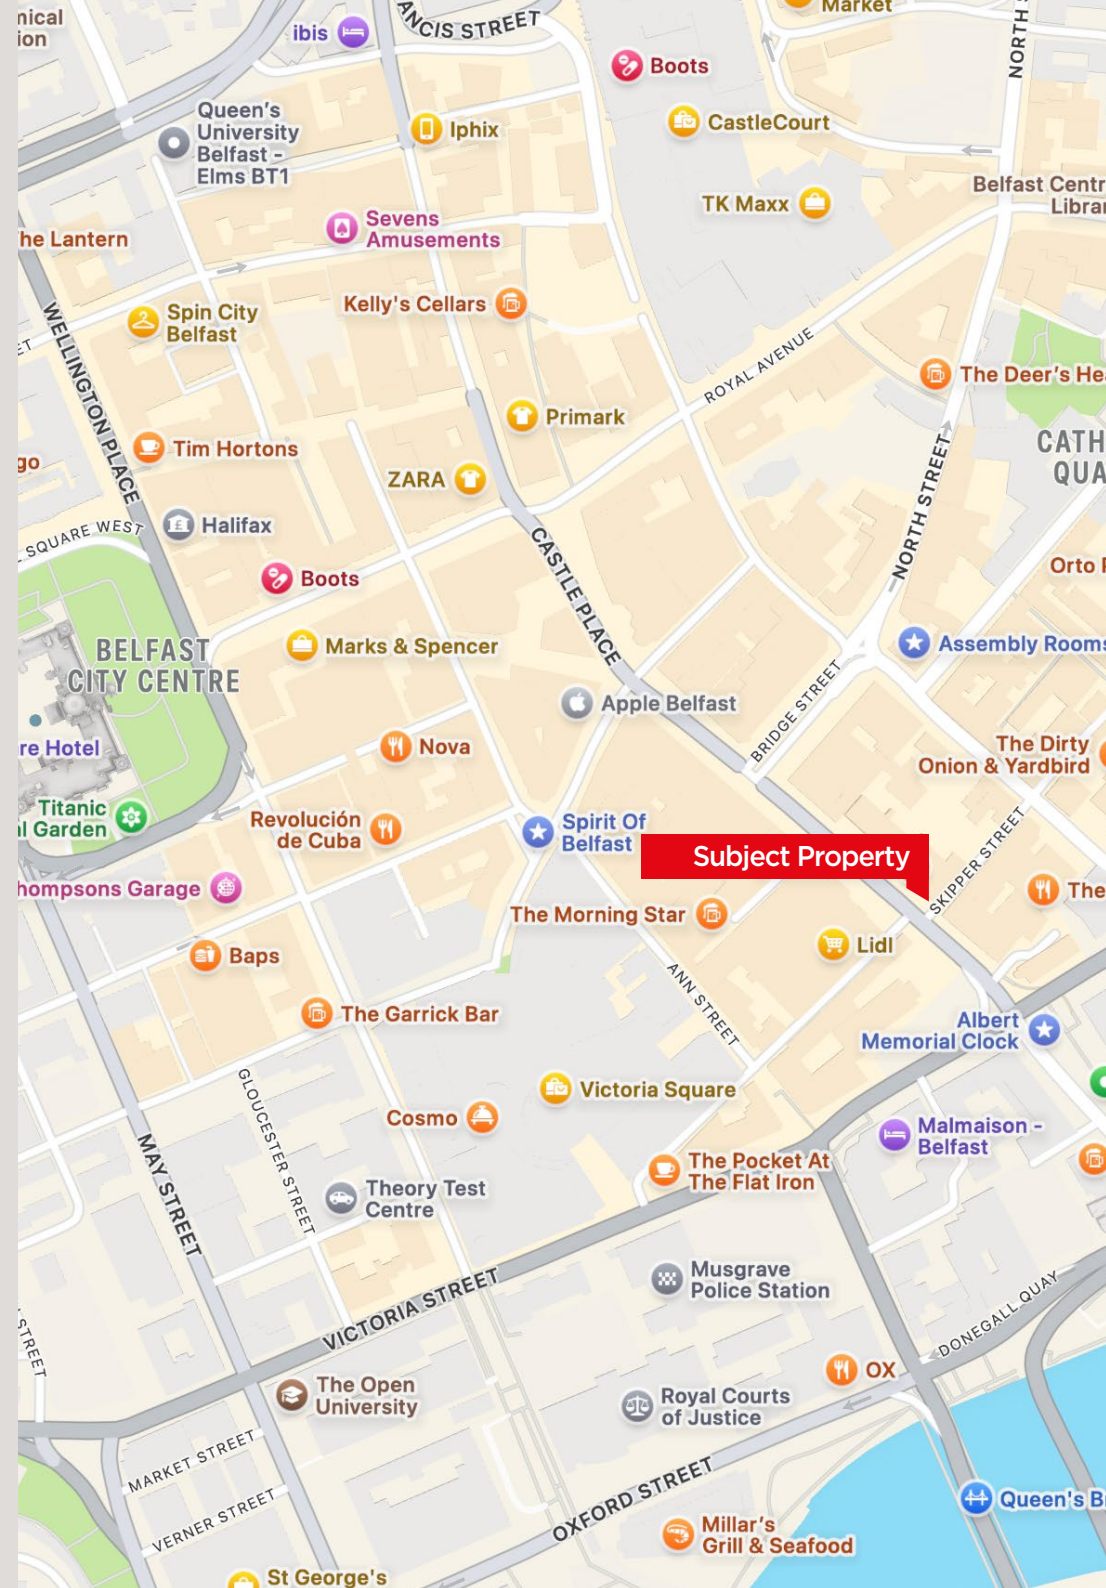 nical
ion
ibis
ANCIS STREET
Market
NORTH S
Boots
Queen's
University
Belfast -
Elms BT1
Iphix
CastleCourt
Belfast Centr
Librar
TK Maxx
Sevens
Amusements
he Lantern
Kelly's Cellars
Spin City
Belfast
ET
WELLINGTON PLACE
ROYAL AVENUE
The Deer's Hea
Primark
CATH
QUA
Tim Hortons
go
ZARA
NORTH STREET
Halifax
SQUARE WEST
CASTLE PLACE
Orto P
Boots
Marks & Spencer
Assembly Rooms
BELFAST
CITY CENTRE
Apple Belfast
BRIDGE STREET
re Hotel
Nova
The Dirty
Onion & Yardbird
Titanic
al Garden
Revolución
de Cuba
Spirit Of
Belfast
Subject Property
SKIPPER STREET
hompsons Garage
The
The Morning Star
Lidl
Baps
ANN STREET
The Garrick Bar
Albert
Memorial Clock
GLOUCESTER STREET
Victoria Square
Cosmo
Malmaison -
Belfast
MAY STREET
The Pocket At
The Flat Iron
Theory Test
Centre
Musgrave
Police Station
VICTORIA STREET
DONEGALL QUAY
STREET
OX
The Open
University
Royal Courts
of Justice
MARKET STREET
OXFORD STREET
Queen's B
VERNER STREET
Millar's
Grill & Seafood
St George's